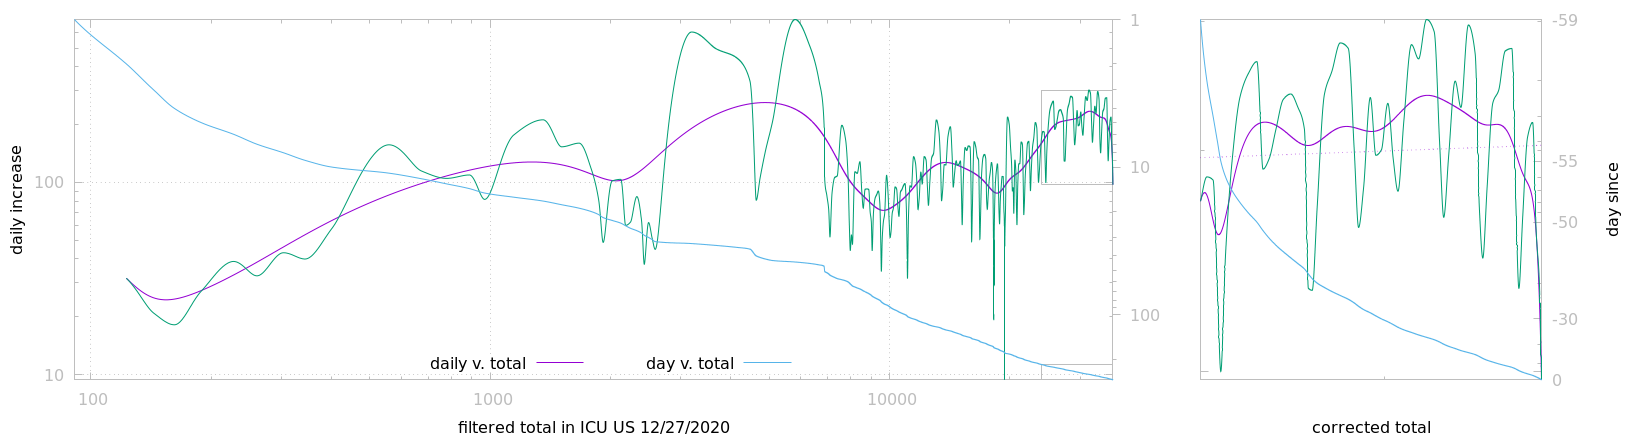 1
-59
daily increase
100
10
10
100
-55
-50
-30
0
day since
daily v. total
day v. total
100
1000
10000
filtered total in ICU US 12/27/2020
corrected total